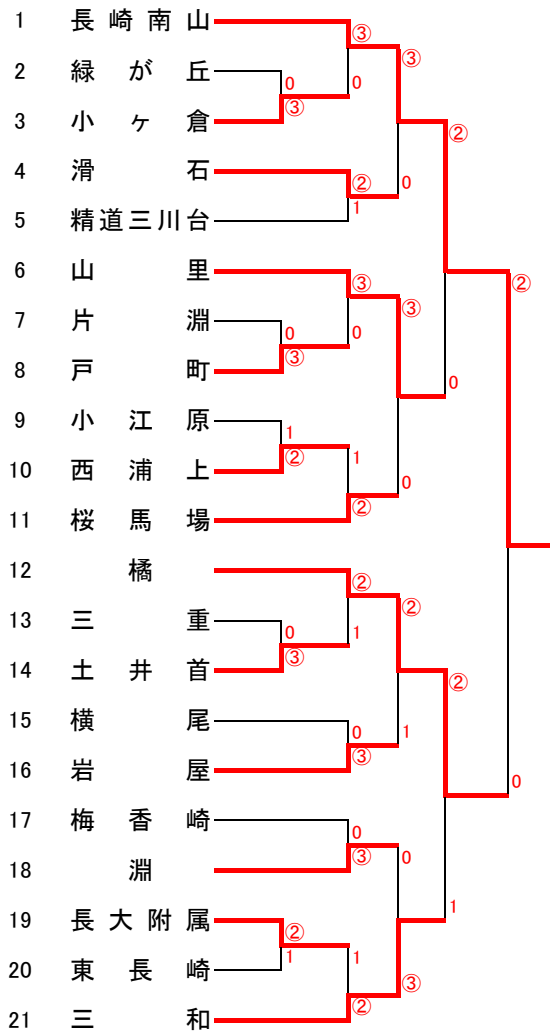 1 長崎南山
③ ③
2 緑が丘
0 0
③
3 小ヶ倉
②
4 滑石
② 0
1
5 精道三川台
6 山里
③ ③ ②
7 片淵
0 0
③
8 戸町
0
9 小江原
1
② 1
10 西浦上
0
②
11 桜馬場
12 橘
② ②
13 三重
0 1
③
14 土井首
②
15 横尾
0 1
③
16 岩屋
0
17 梅香崎
0
③ 0
18 淵
1
19 長大附属
②
1 1
20 東長崎
③
②
21 三和